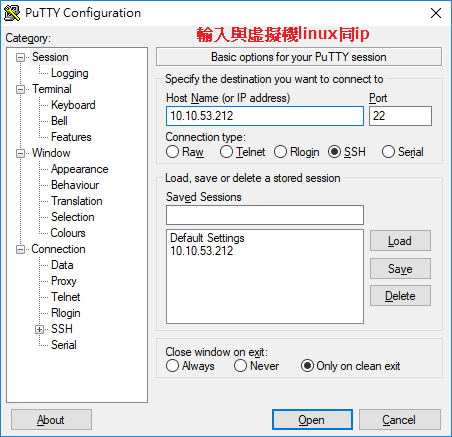 PuTTY Configuration
輸入與虛擬機linux同ip
Category:
Session
Logging
Terminal
Keyboard
Bell
Features
Window
Appearance
Behaviour
Translation
Selection
Colours
Connection
Data
Proxy
Telnet
Rlogin
SSH
Serial
Basic options for your PuTTY session
Specify the destination you want to connect to
Host Name (or IP address) Port
10.10.53.212 22
Connection type:
Raw Telnet Rlogin SSH Serial
Load, save or delete a stored session
Saved Sessions
Default Settings
10.10.53.212
Load
Save
Delete
Close window on exit:
Always Never Only on clean exit
About Open Cancel